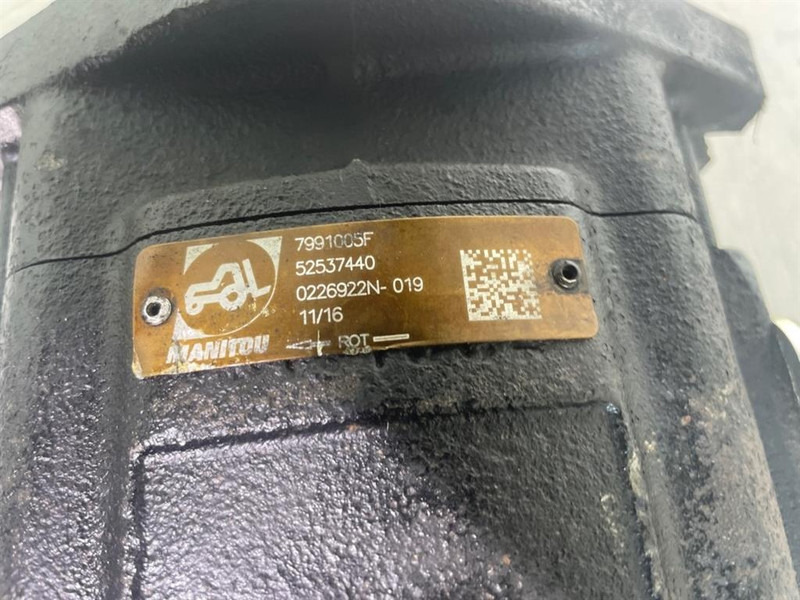 7991005F
52537440
0226922N-019
11/16
MANITOU
ROT